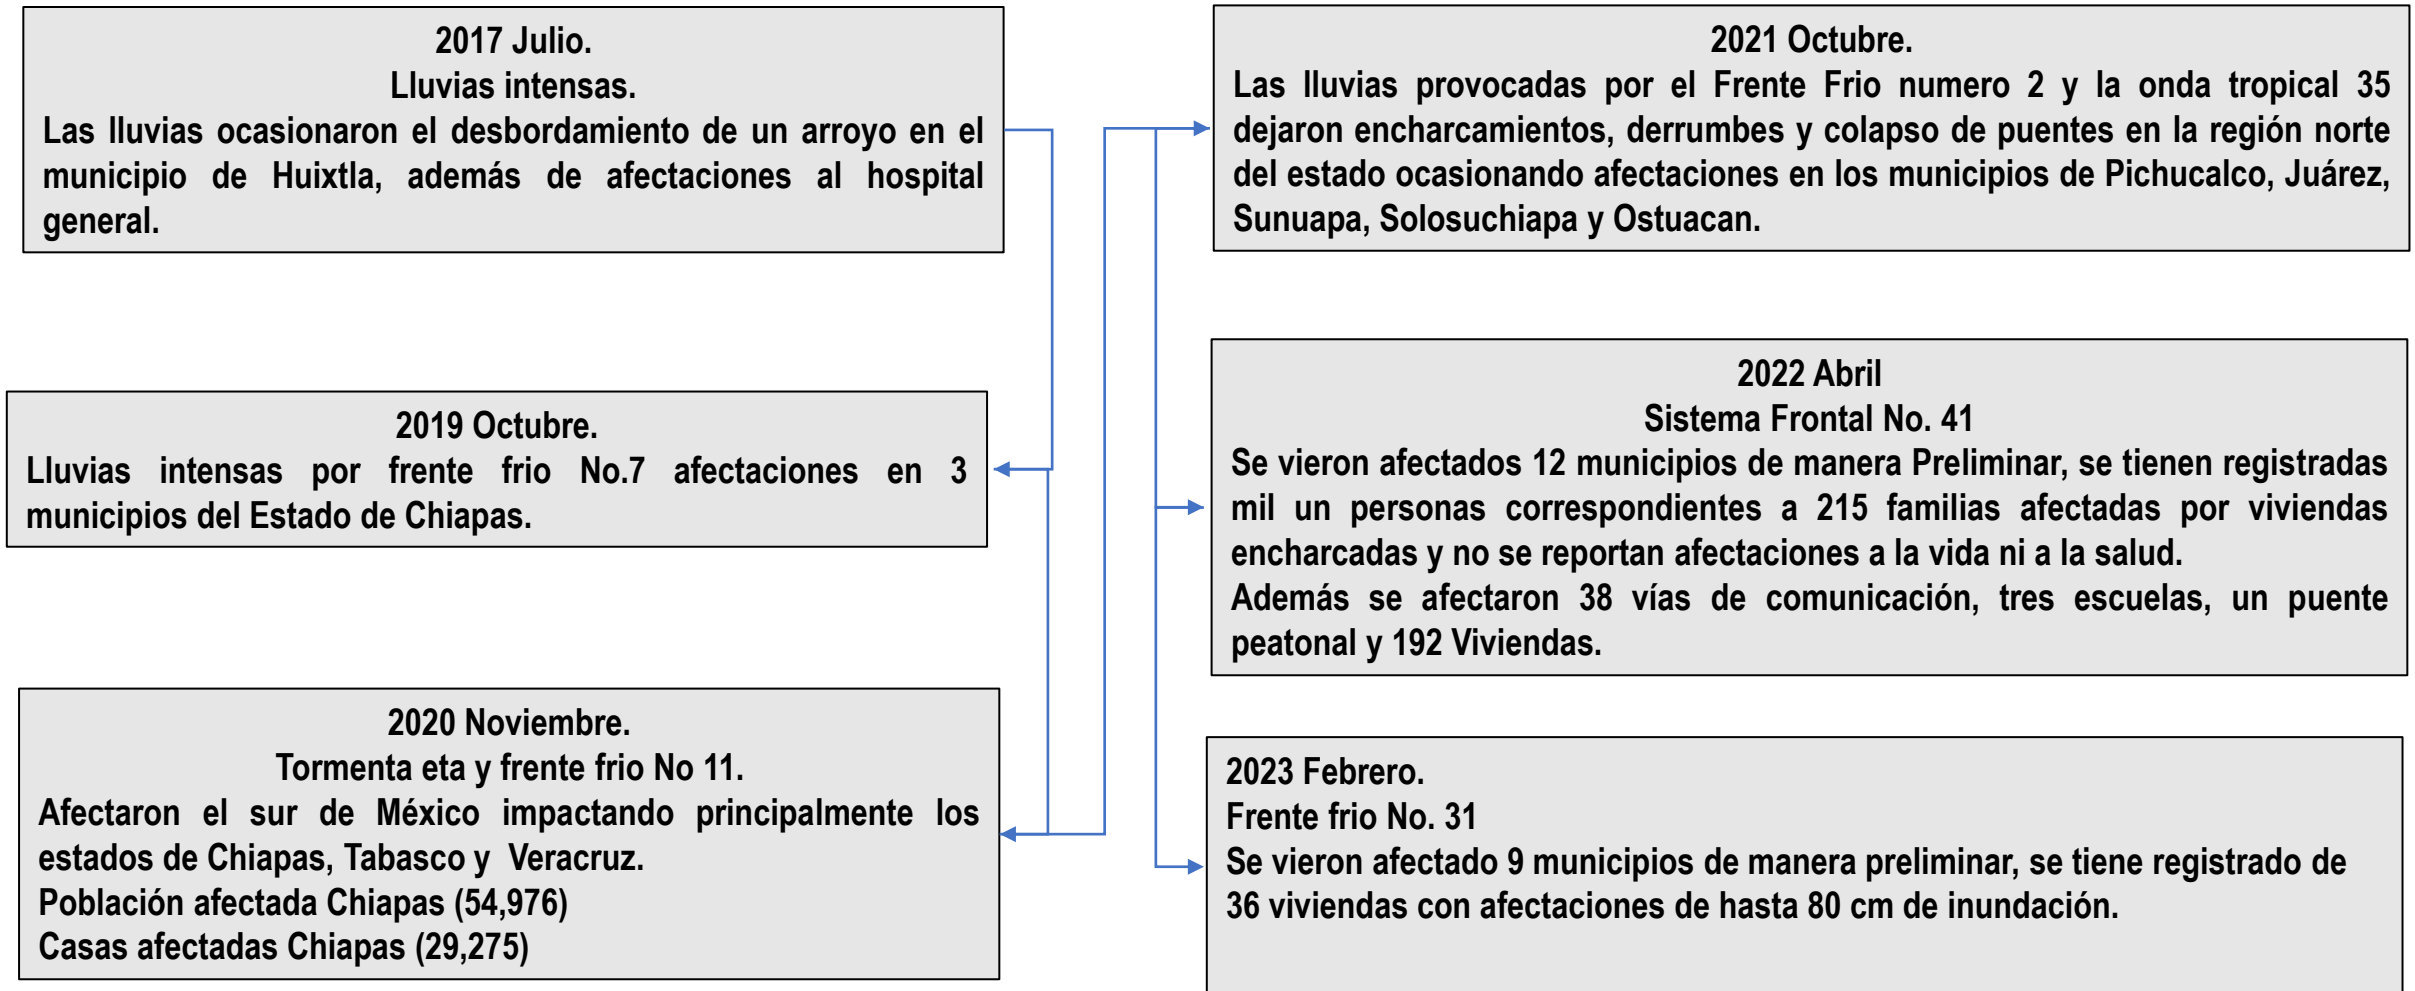 2017 Julio.
Lluvias intensas.
Las lluvias ocasionaron el desbordamiento de un arroyo en el
municipio de Huixtla, además de afectaciones al hospital
general.
2019 Octubre.
Lluvias intensas por frente frio No.7 afectaciones en 3
municipios del Estado de Chiapas.
2020 Noviembre.
Tormenta eta y frente frio No 11.
Afectaron el sur de México impactando principalmente los
estados de Chiapas, Tabasco y Veracruz.
Población afectada Chiapas (54,976)
Casas afectadas Chiapas (29,275)
2021 Octubre.
Las lluvias provocadas por el Frente Frio numero 2 y la onda tropical 35
dejaron encharcamientos, derrumbes y colapso de puentes en la región norte
del estado ocasionando afectaciones en los municipios de Pichucalco, Juárez,
Sunuapa, Solosuchiapa y Ostuacan.
2022 Abril
Sistema Frontal No. 41
Se vieron afectados 12 municipios de manera Preliminar, se tienen registradas
mil un personas correspondientes a 215 familias afectadas por viviendas
encharcadas y no se reportan afectaciones a la vida ni a la salud.
Además se afectaron 38 vías de comunicación, tres escuelas, un puente
peatonal y 192 Viviendas.
2023 Febrero.
Frente frio No. 31
Se vieron afectado 9 municipios de manera preliminar, se tiene registrado de
36 viviendas con afectaciones de hasta 80 cm de inundación.